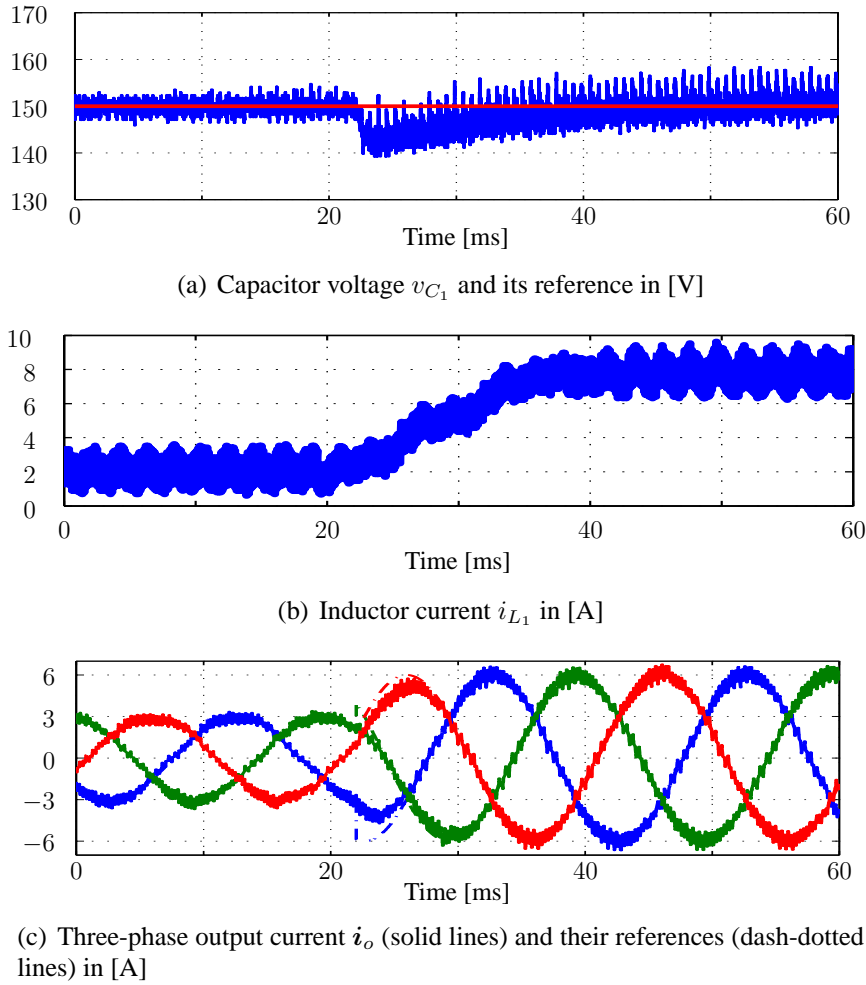 170
160
150
140
130
0 20 40 60
Time [ms]
(a) Capacitor voltage v_{C_1} and its reference in [V]
10
8
6
4
2
0
0 20 40 60
Time [ms]
(b) Inductor current i_{L_1} in [A]
6
3
0
−3
−6
0 10 20 30 40 50 60
Time [ms]
(c) Three-phase output current i_o (solid lines) and their references (dash-dotted
lines) in [A]